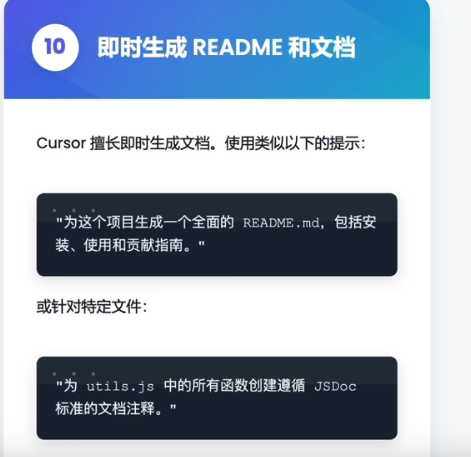 10
即时生成 README 和文档
Cursor 擅长即时生成文档。使用类似以下的提示：
"为这个项目生成一个全面的 README.md，包括安
装、使用和贡献指南。"
或针对特定文件：
"为 utils.js 中的所有函数创建遵循 JSDoc
标准的文档注释。"